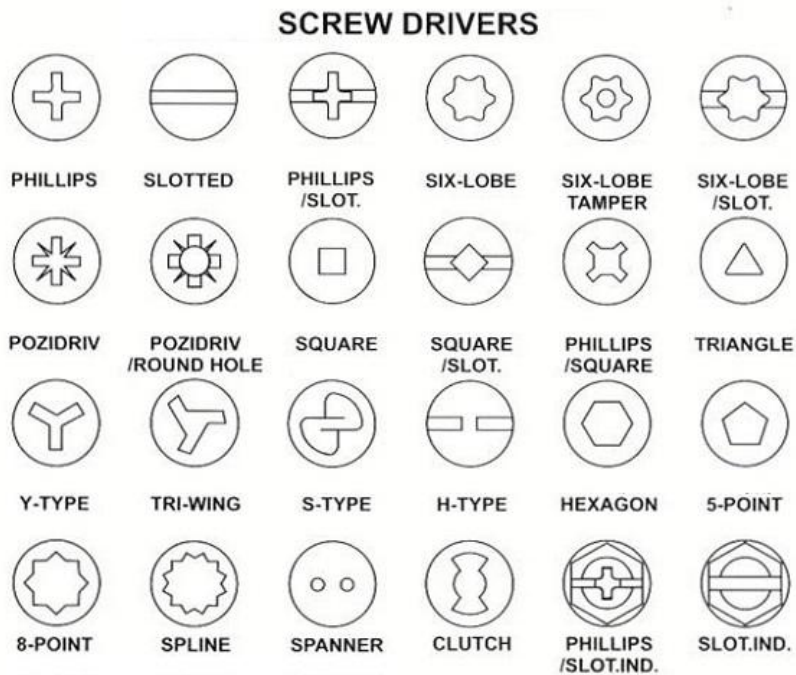 SCREW DRIVERS
PHILLIPS SLOTTED PHILLIPS /SLOT. SIX-LOBE SIX-LOBE TAMPER SIX-LOBE /SLOT.
POZIDRIV POZIDRIV /ROUND HOLE SQUARE SQUARE /SLOT. PHILLIPS /SQUARE TRIANGLE
Y-TYPE TRI-WING S-TYPE H-TYPE HEXAGON 5-POINT
8-POINT SPLINE SPANNER CLUTCH PHILLIPS /SLOT.IND. SLOT.IND.